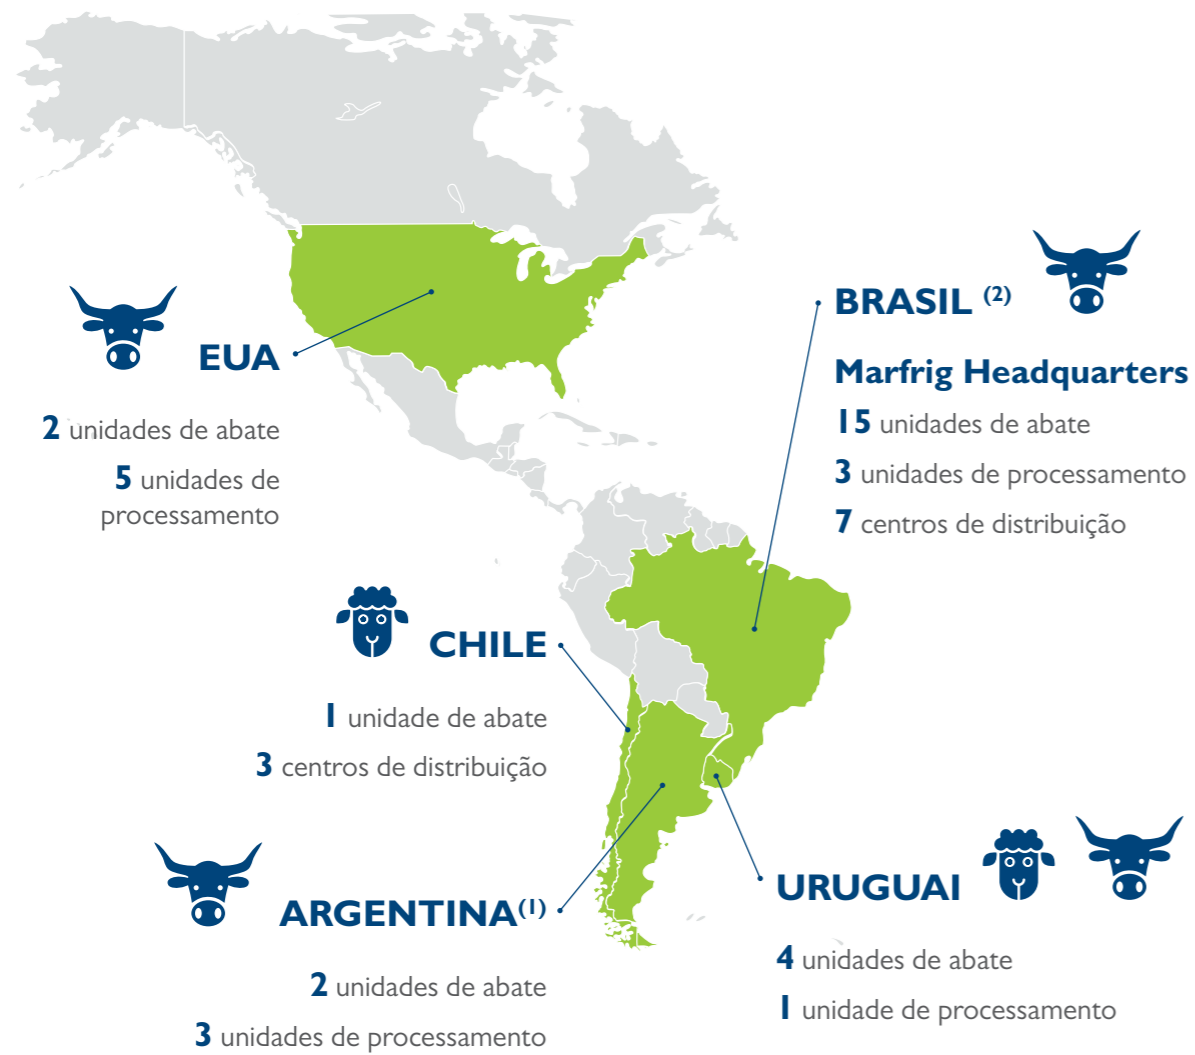 EUA
2 unidades de abate
5 unidades de
processamento
BRASIL (2)
Marfrig Headquarters
15 unidades de abate
3 unidades de processamento
7 centros de distribuição
CHILE
1 unidade de abate
3 centros de distribuição
ARGENTINA(1)
2 unidades de abate
3 unidades de processamento
URUGUAI
4 unidades de abate
1 unidade de processamento